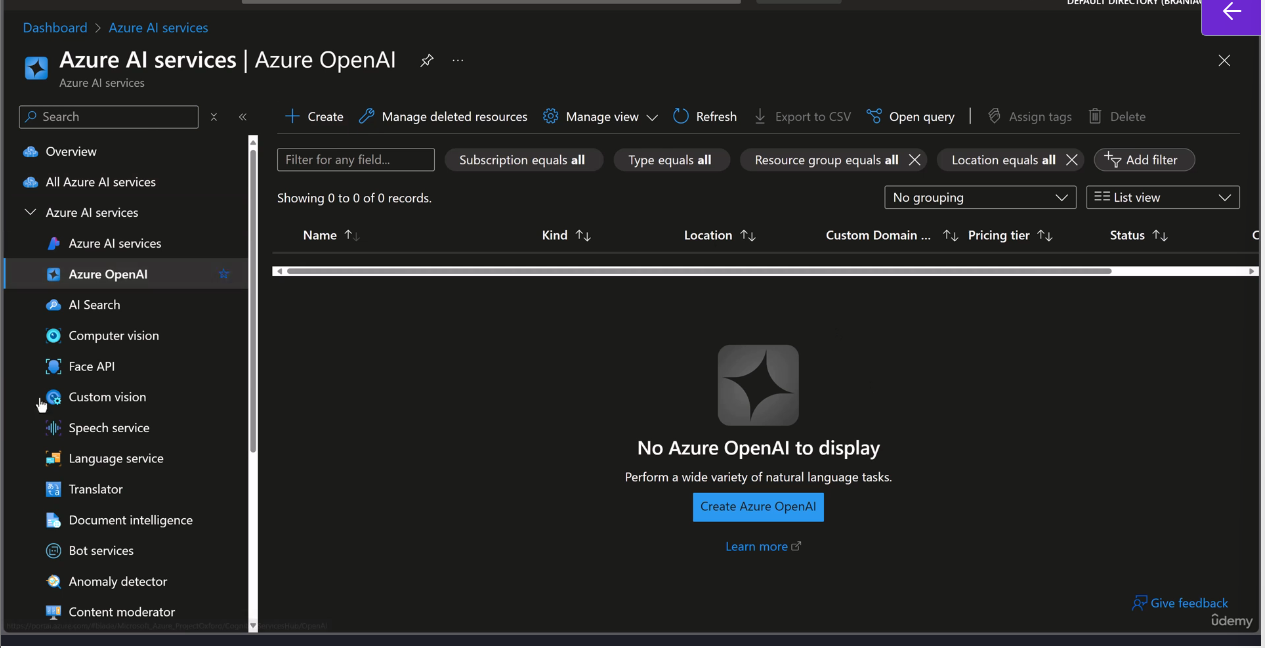 DEFAULT DIRECTORY
Dashboard > Azure AI services
Azure AI services | Azure OpenAI
Azure AI services
Search
Create Manage deleted resources Manage view Refresh Export to CSV Open query Assign tags Delete
Filter for any field... Subscription equals all Type equals all Resource group equals all Location equals all Add filter
Showing 0 to 0 of 0 records. No grouping List view
Name Kind Location Custom Domain ... Pricing tier Status
Overview
All Azure AI services
Azure AI services
Azure AI services
Azure OpenAI
AI Search
Computer vision
Face API
Custom vision
Speech service
Language service
Translator
Document intelligence
Bot services
Anomaly detector
Content moderator
No Azure OpenAI to display
Perform a wide variety of natural language tasks.
Create Azure OpenAI
Learn more
Give feedback
ûdemy